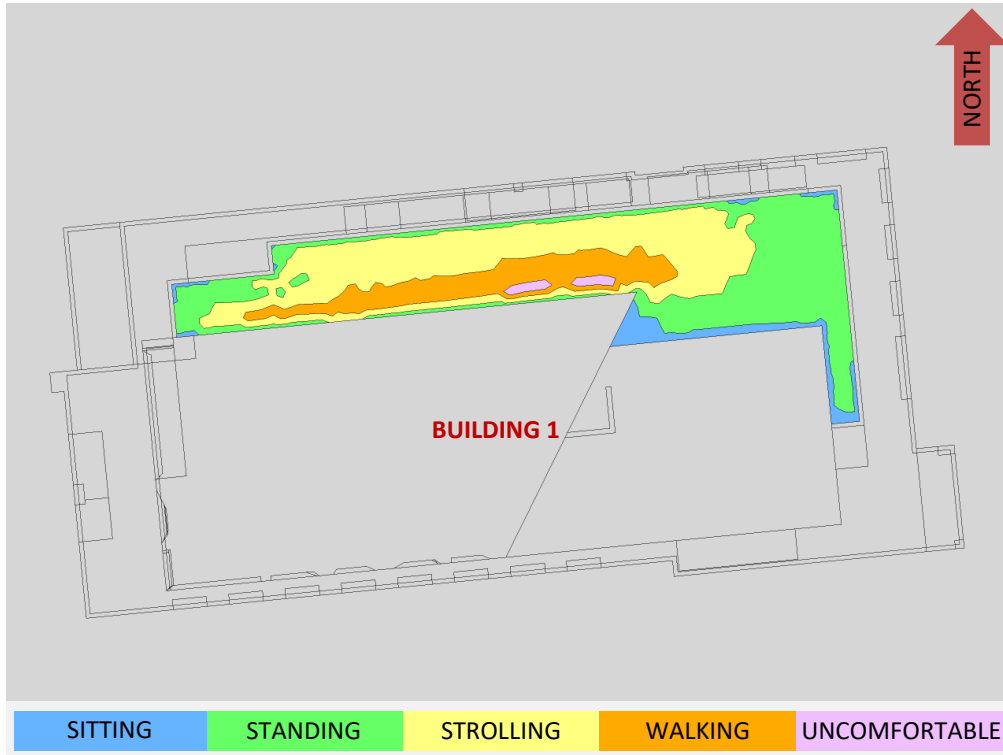 NORTH
BUILDING 1
SITTING
STANDING
STROLLING
WALKING
UNCOMFORTABLE